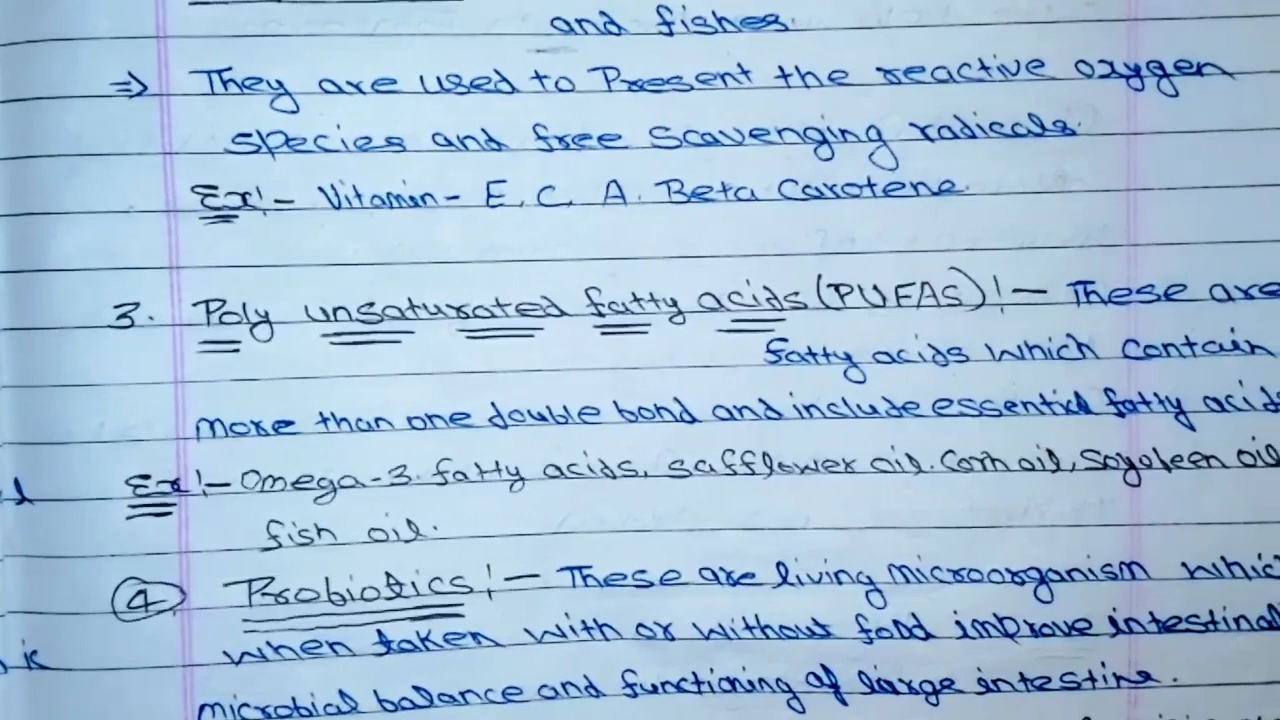 and fishes.
⇒ They are used to Present the reactive oxygen
species and free scavenging radicals.
Ex:- Vitamin- E, C, A. Beta Carotene.
3. Poly unsaturated fatty acids (PUFAS):- These are
fatty acids which contain
more than one double bond and include essential fatty acids
Ex:- Omega-3. fatty acids, safflower oil. Corn oil, Soyabeen oil
fish oil.
④ Probiotics:- These are living microorganism whic
when taken with or without food improve intestinal
is
microbial balance and functioning of large intestine.